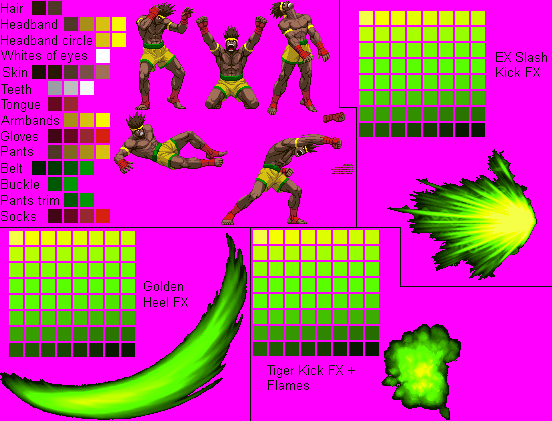 Hair
Headband
Headband circle
Whites of eyes
Skin
Teeth
Tongue
Armbands
Gloves
Pants
Belt
Buckle
Pants trim
Socks
EX Slash
Kick FX
Golden
Heel FX
Tiger Kick FX +
Flames